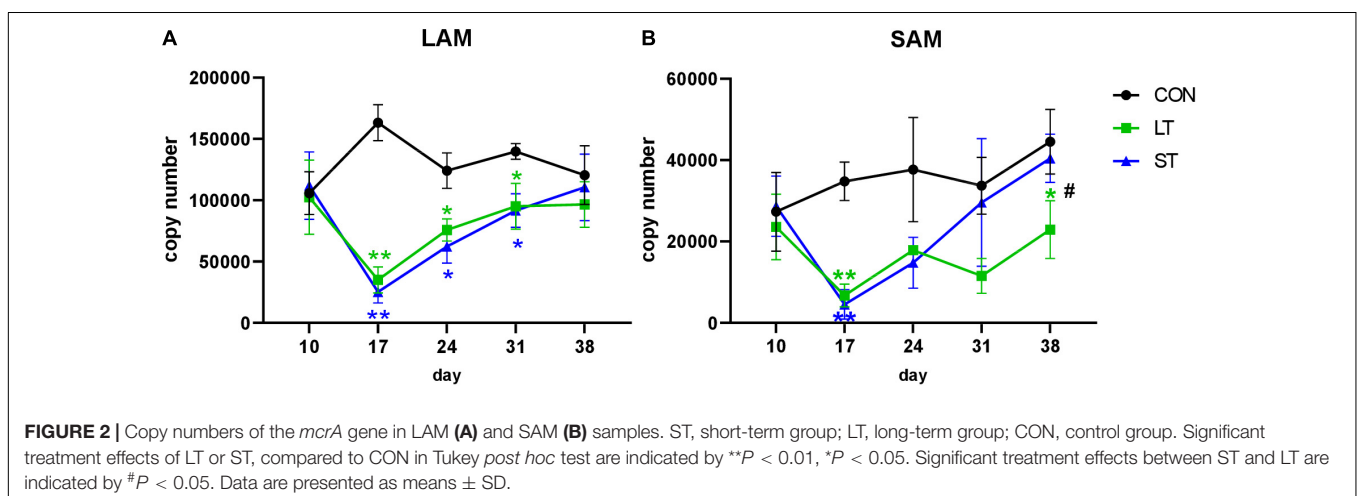 A
LAM
B
SAM
200000
150000
100000
50000
0
copy number
10 17 24 31 38
day
** * * ** * *
60000
40000
20000
0
copy number
10 17 24 31 38
day
** ** * #
CON
LT
ST
FIGURE 2 | Copy numbers of the mcrA gene in LAM (A) and SAM (B) samples. ST, short-term group; LT, long-term group; CON, control group. Significant
treatment effects of LT or ST, compared to CON in Tukey post hoc test are indicated by **P < 0.01, *P < 0.05. Significant treatment effects between ST and LT are
indicated by #P < 0.05. Data are presented as means ± SD.